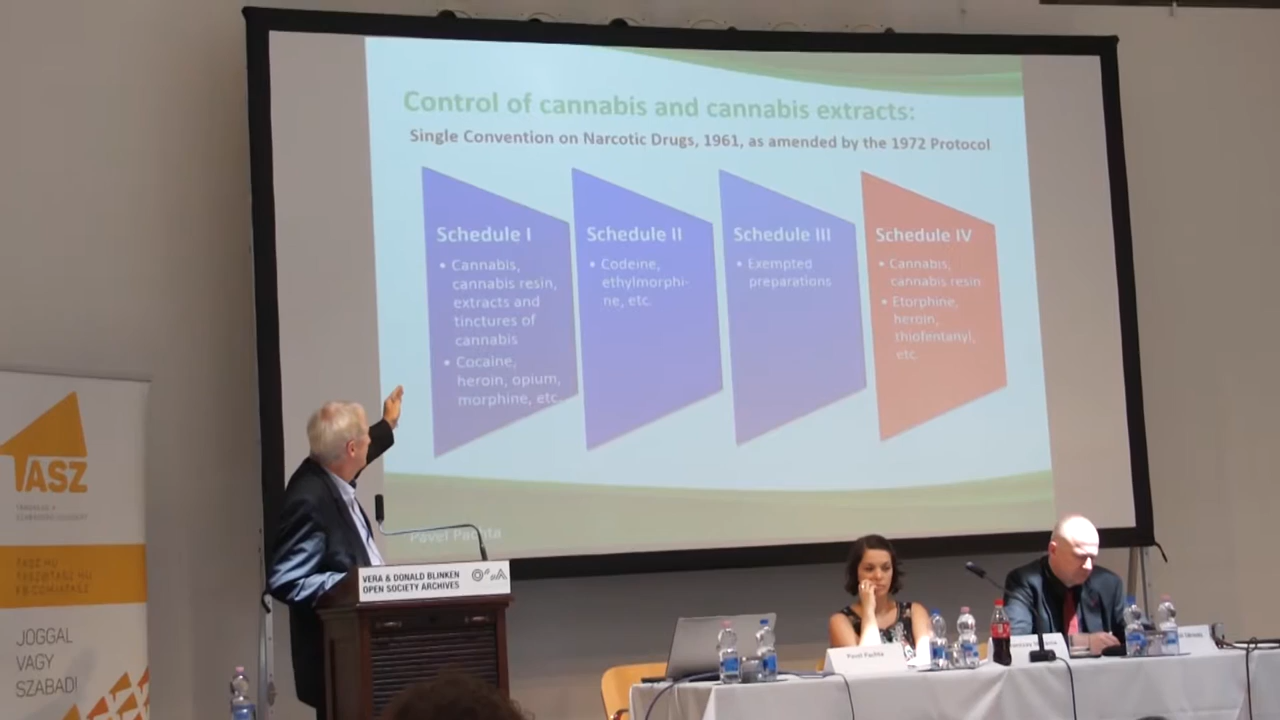 Control of cannabis and cannabis extracts:
Single Convention on Narcotic Drugs, 1961, as amended by the 1972 Protocol
Schedule I
• Cannabis,
cannabis resin,
extracts and
tinctures of
cannabis
• Cocaine,
heroin, opium,
morphine, etc.
Schedule II
• Codeine,
ethylmorphi-
ne, etc.
Schedule III
• Exempted
preparations
Schedule IV
• Cannabis,
cannabis resin
• Etorphine,
heroin,
thiofentanyl,
etc.
Pavel Pachta
VERA & DONALD BLINKEN
OPEN SOCIETY ARCHIVES
TASZ
JOGGAL
VAGY
SZABAD!
Pavel Pachta